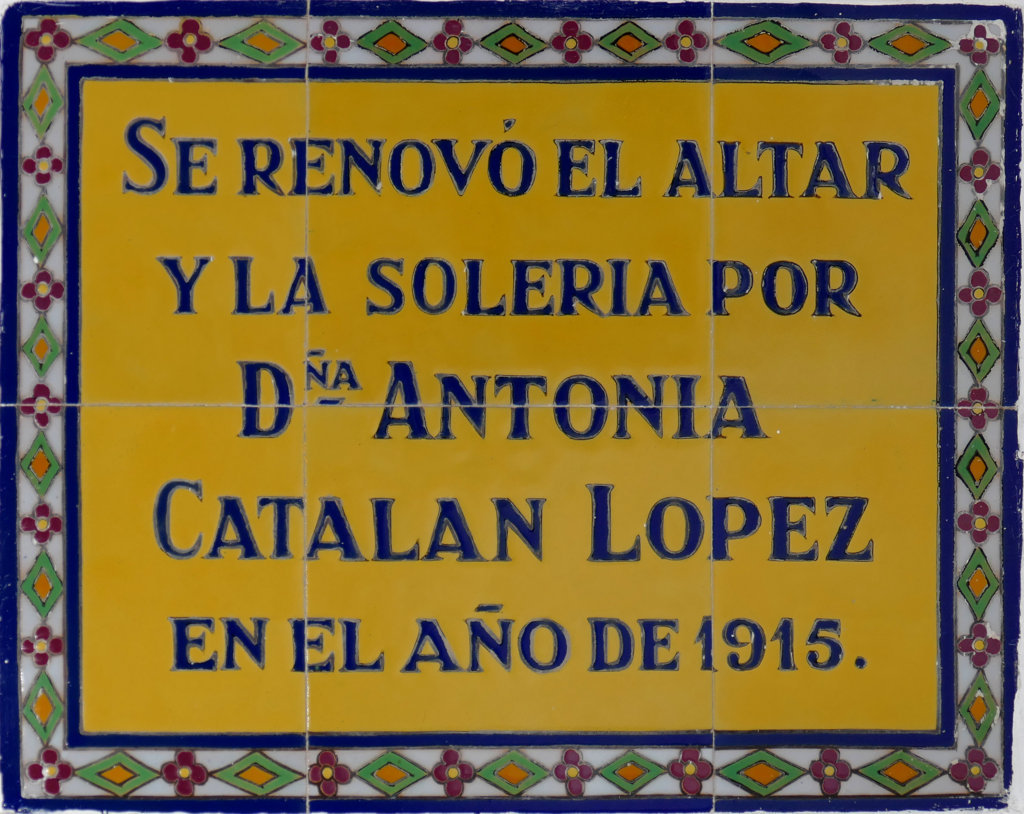 SE RENOVÓ EL ALTAR
Y LA SOLERIA POR
DÑA ANTONIA
CATALAN LOPEZ
EN EL AÑO DE 1915.